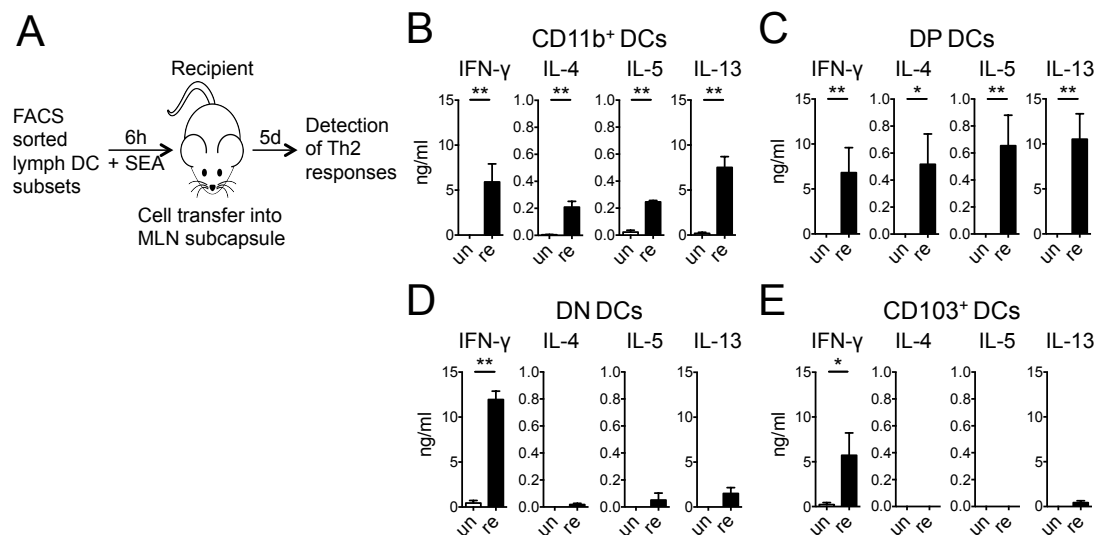 A
Recipient
FACS
sorted
lymph DC
subsets
6h
+ SEA
5d
Detection
of Th2
responses
Cell transfer into
MLN subcapsule
B
CD11b+ DCs
IFN-γ IL-4 IL-5 IL-13
** ** ** **
ng/ml
15 10 5 0
1.0 0.8 0.6 0.4 0.2 0.0
1.0 0.8 0.6 0.4 0.2 0.0
15 10 5 0
un re un re un re un re
C
DP DCs
IFN-γ IL-4 IL-5 IL-13
** * ** **
ng/ml
15 10 5 0
1.0 0.8 0.6 0.4 0.2 0.0
1.0 0.8 0.6 0.4 0.2 0.0
15 10 5 0
un re un re un re un re
D
DN DCs
IFN-γ IL-4 IL-5 IL-13
**
ng/ml
15 10 5 0
1.0 0.8 0.6 0.4 0.2 0.0
1.0 0.8 0.6 0.4 0.2 0.0
15 10 5 0
un re un re un re un re
E
CD103+ DCs
IFN-γ IL-4 IL-5 IL-13
*
ng/ml
15 10 5 0
1.0 0.8 0.6 0.4 0.2 0.0
1.0 0.8 0.6 0.4 0.2 0.0
15 10 5 0
un re un re un re un re